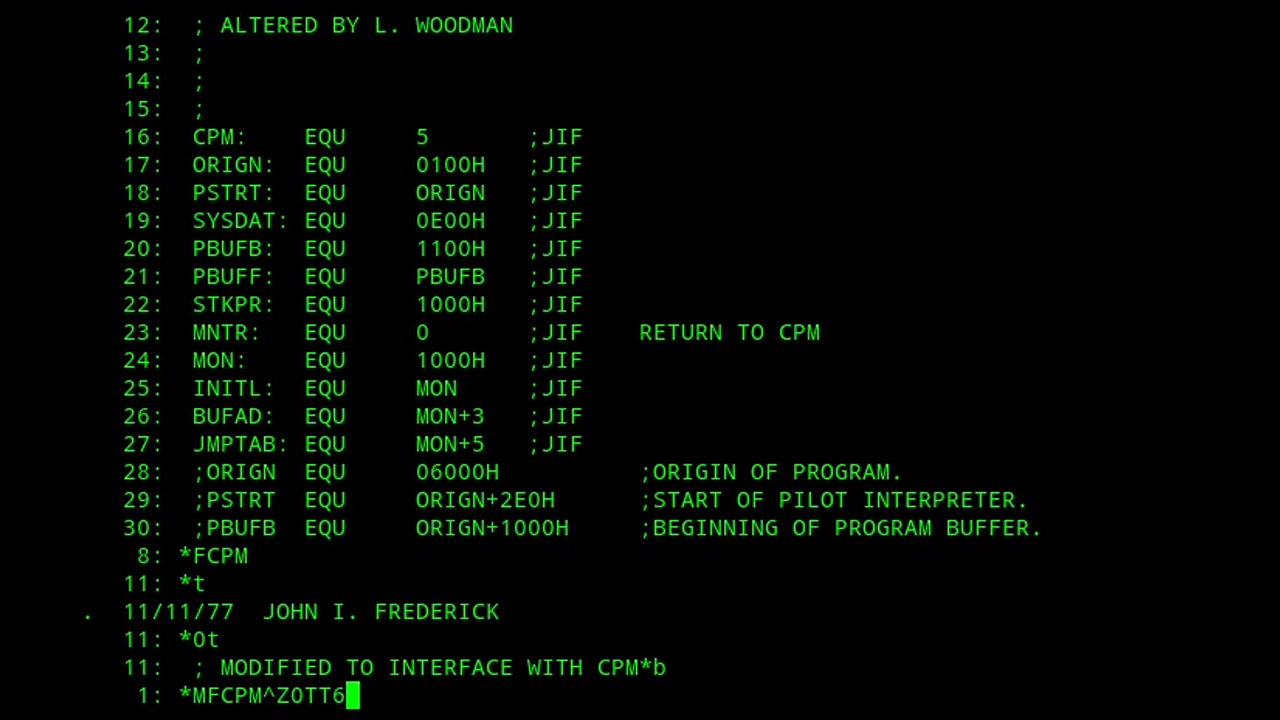 12:  ; ALTERED BY L. WOODMAN
13:  ;
14:  ;
15:  ;
16:  CPM:    EQU     5       ;JIF
17:  ORIGN:  EQU     0100H   ;JIF
18:  PSTRT:  EQU     ORIGN   ;JIF
19:  SYSDAT: EQU     0E00H   ;JIF
20:  PBUFB:  EQU     1100H   ;JIF
21:  PBUFF:  EQU     PBUFB   ;JIF
22:  STKPR:  EQU     1000H   ;JIF
23:  MNTR:   EQU     0       ;JIF    RETURN TO CPM
24:  MON:    EQU     1000H   ;JIF
25:  INITL:  EQU     MON     ;JIF
26:  BUFAD:  EQU     MON+3   ;JIF
27:  JMPTAB: EQU     MON+5   ;JIF
28:  ;ORIGN  EQU     06000H          ;ORIGIN OF PROGRAM.
29:  ;PSTRT  EQU     ORIGN+2E0H      ;START OF PILOT INTERPRETER.
30:  ;PBUFB  EQU     ORIGN+1000H     ;BEGINNING OF PROGRAM BUFFER.
8: *FCPM
11: *t
.  11/11/77  JOHN I. FREDERICK
11: *0t
11:  ; MODIFIED TO INTERFACE WITH CPM*b
1: *MFCPM^Z0TT6